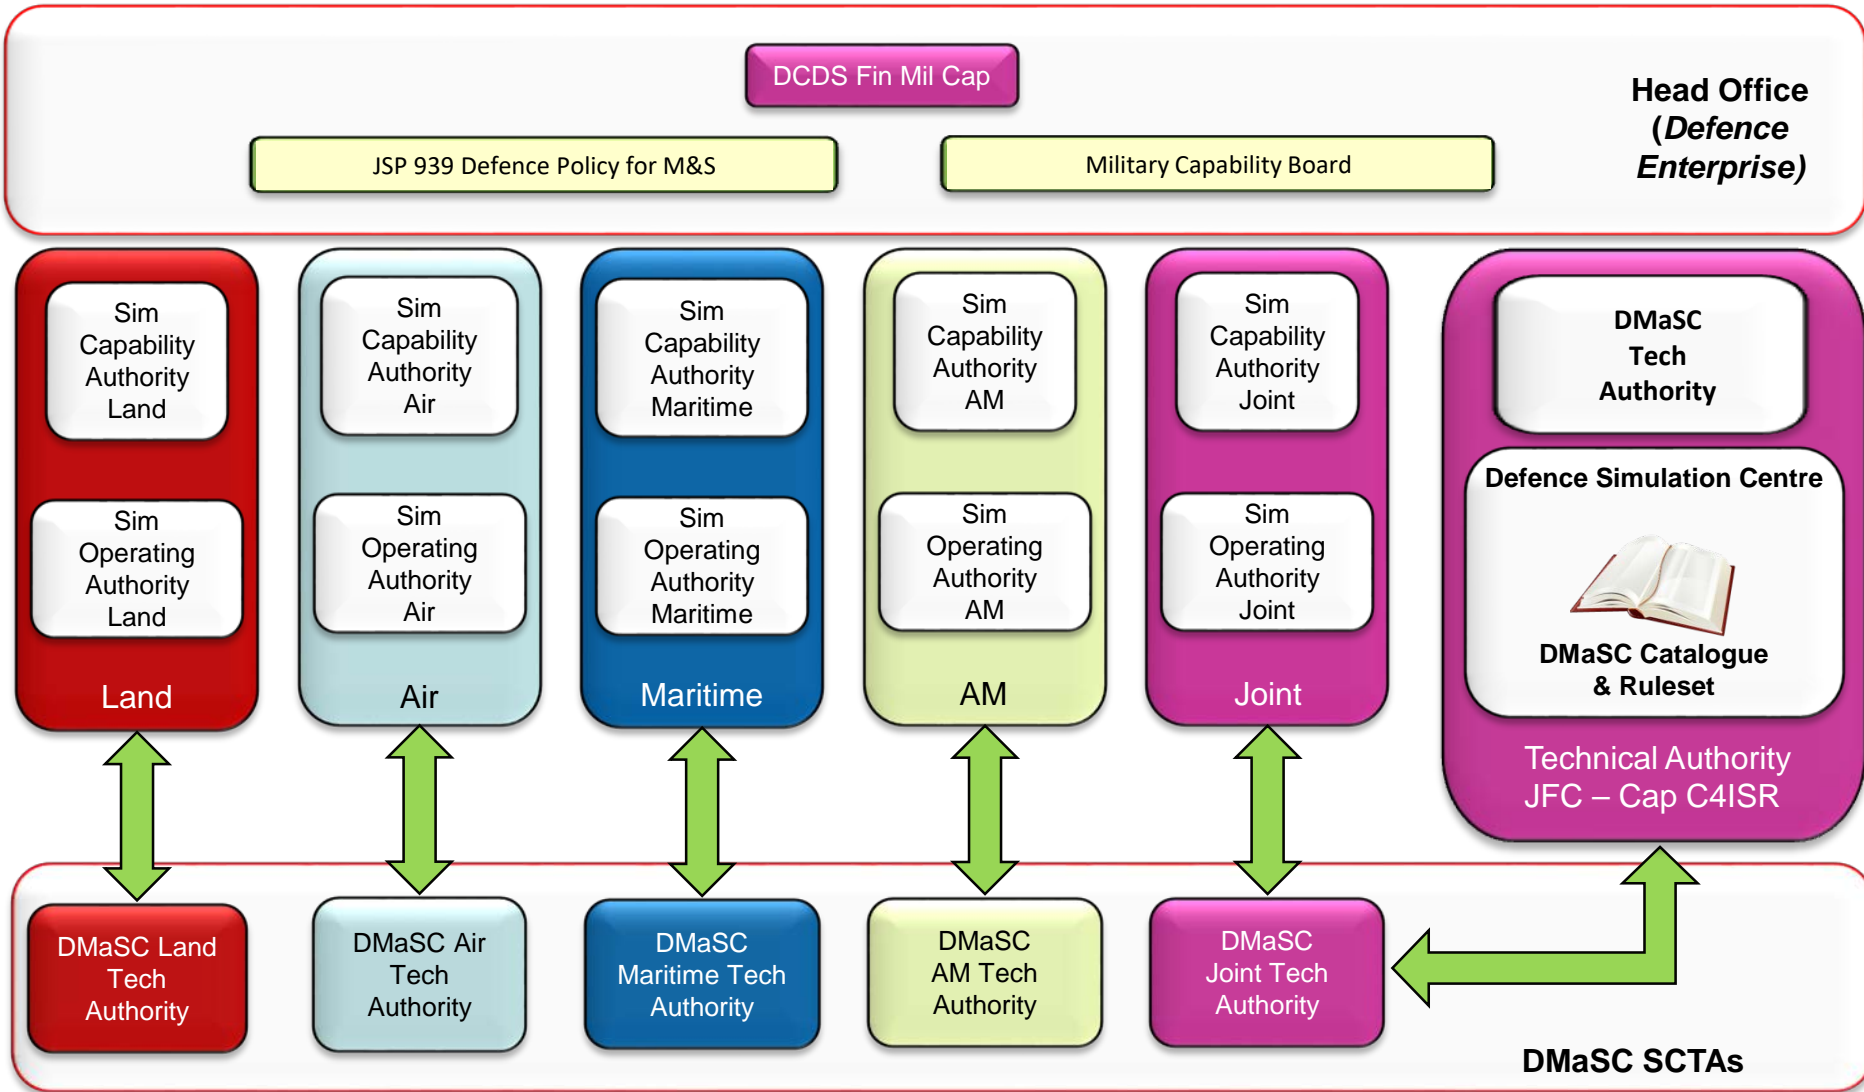 DCDS Fin Mil Cap
Head Office
(Defence
Enterprise)
JSP 939 Defence Policy for M&S
Military Capability Board
Sim
Capability
Authority
Land
Sim
Operating
Authority
Land
Land
Sim
Capability
Authority
Air
Sim
Operating
Authority
Air
Air
Sim
Capability
Authority
Maritime
Sim
Operating
Authority
Maritime
Maritime
Sim
Capability
Authority
AM
Sim
Operating
Authority
AM
AM
Sim
Capability
Authority
Joint
Sim
Operating
Authority
Joint
Joint
DMaSC
Tech
Authority
Defence Simulation Centre
DMaSC Catalogue
& Ruleset
Technical Authority
JFC – Cap C4ISR
DMaSC Land
Tech
Authority
DMaSC Air
Tech
Authority
DMaSC
Maritime Tech
Authority
DMaSC
AM Tech
Authority
DMaSC
Joint Tech
Authority
DMaSC SCTAs